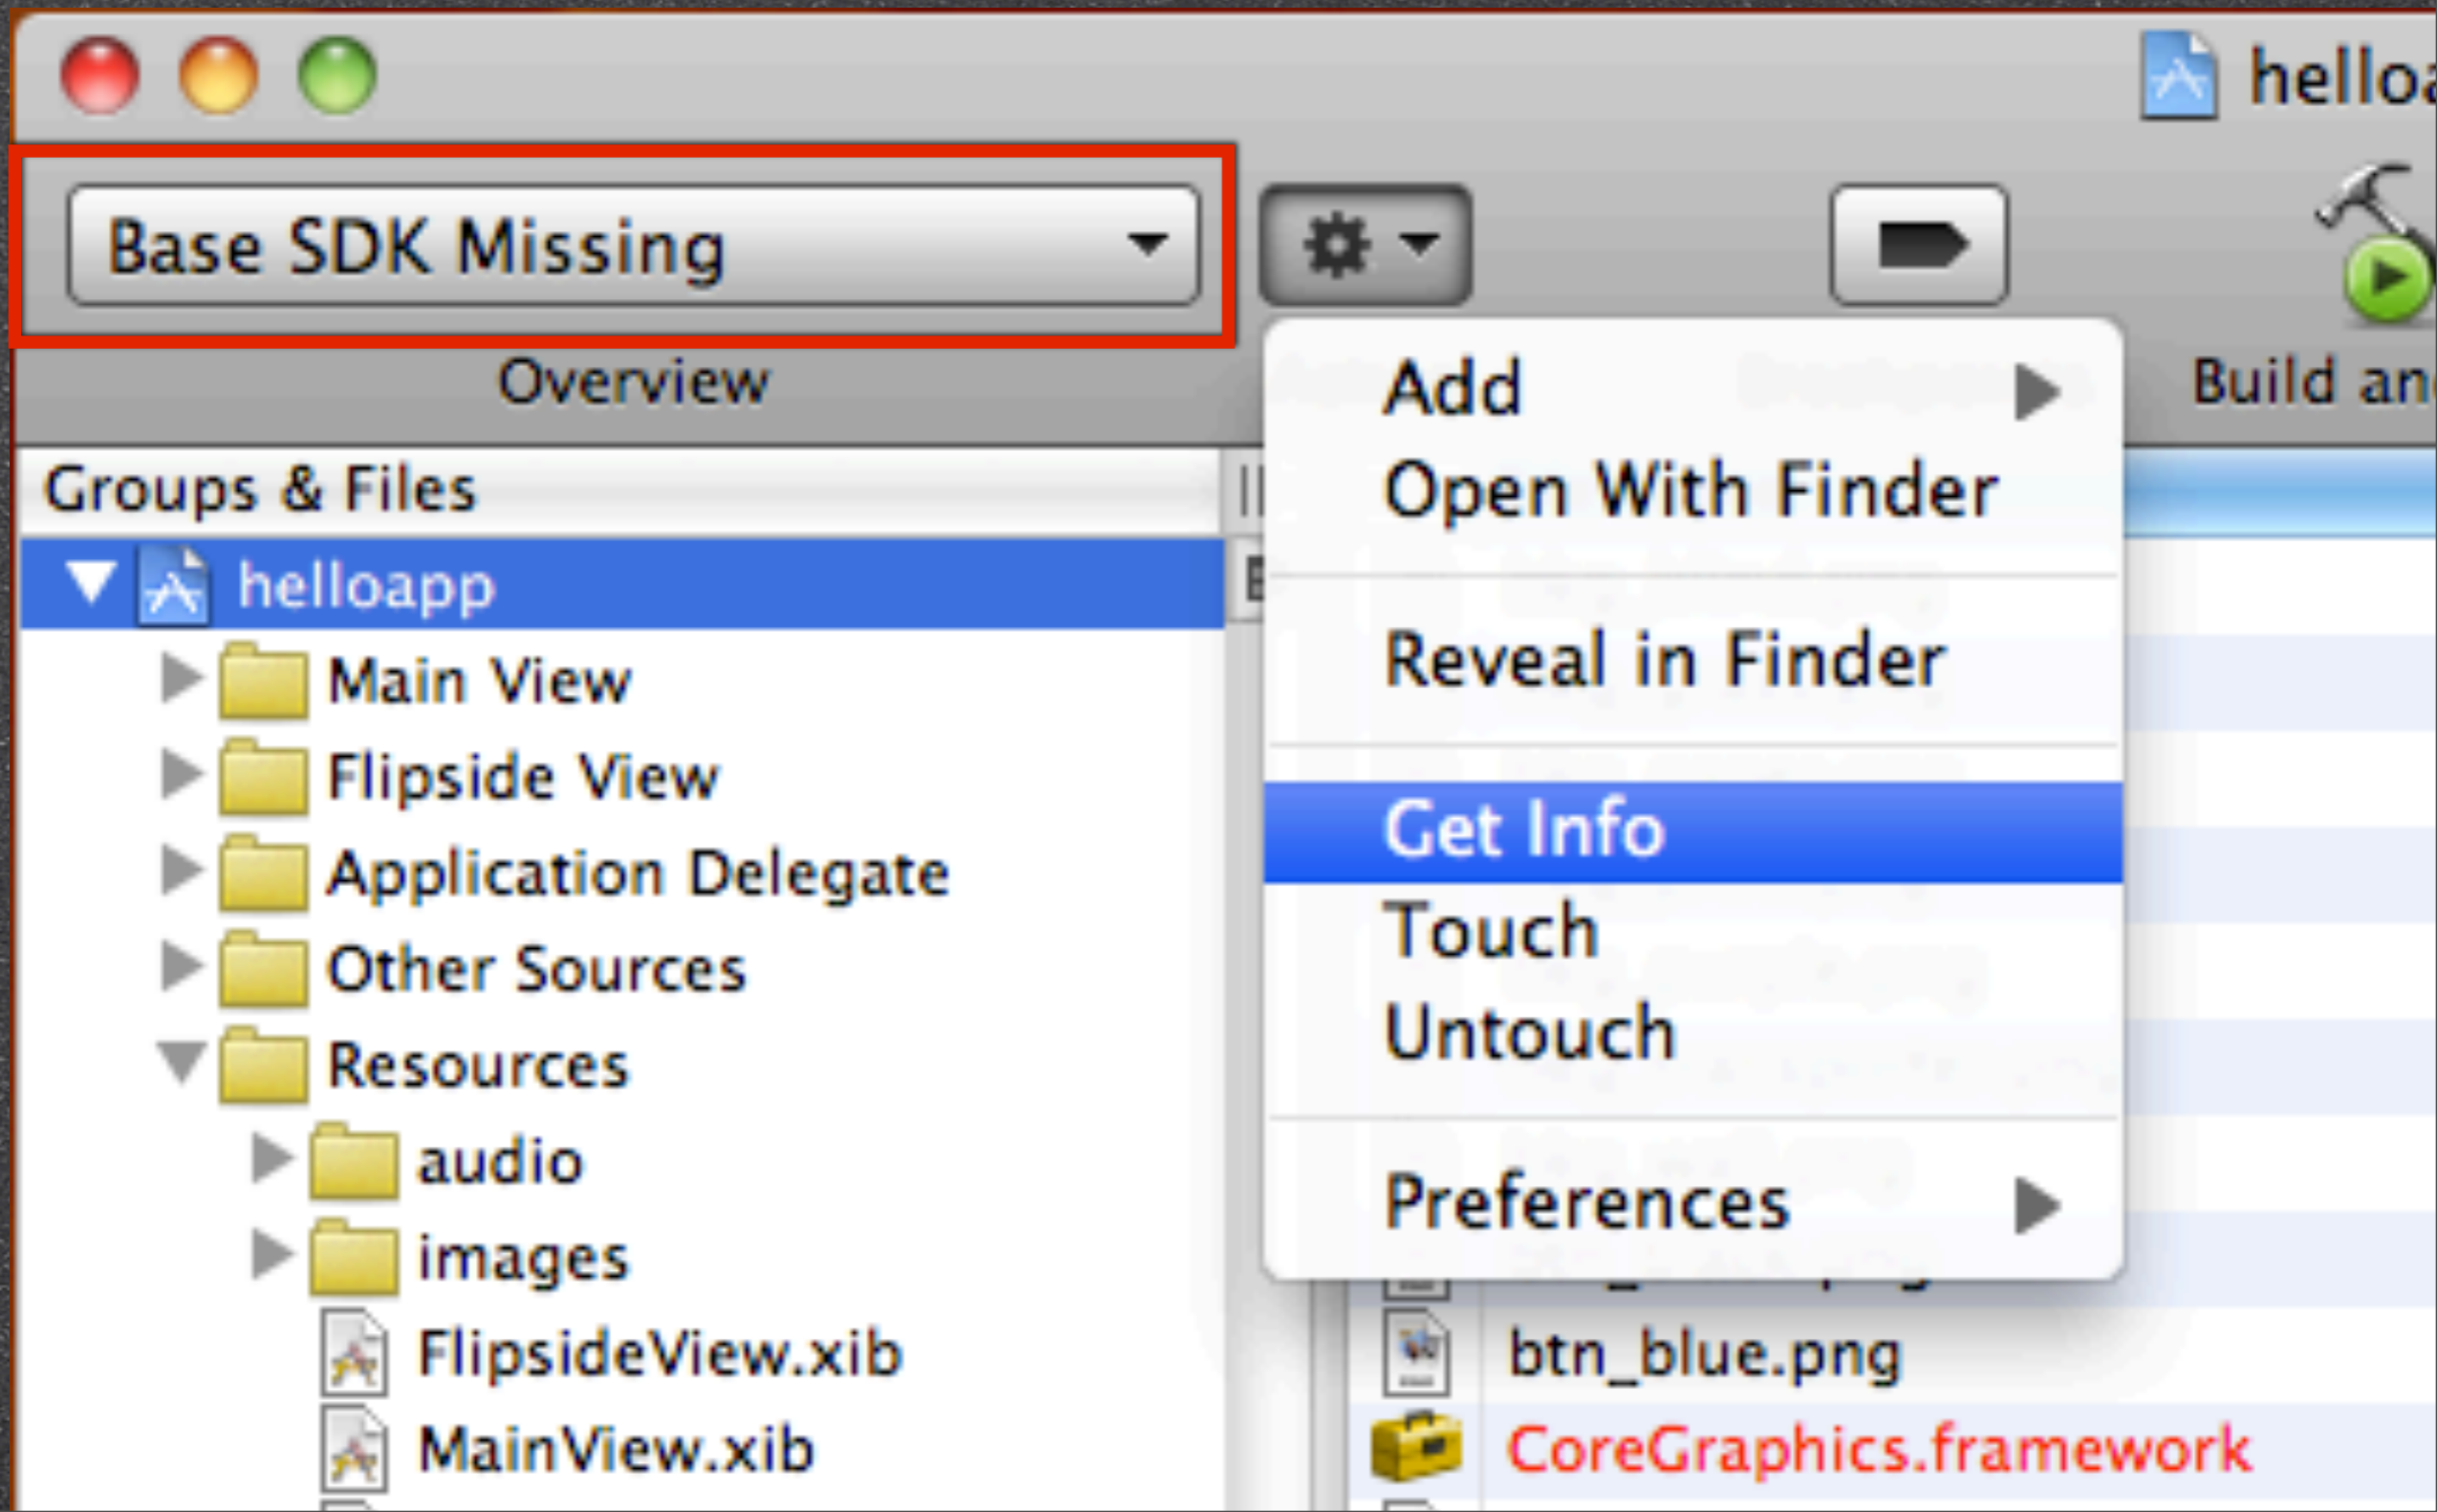 Base SDK Missing
Overview
Build
Groups & Files
helloapp
Main View
Flipside View
Application Delegate
Other Sources
Resources
audio
images
FlipsideView.xib
MainView.xib
Add
Open With Finder
Reveal in Finder
Get Info
Touch
Untouch
Preferences
btn_blue.png
CoreGraphics.framework